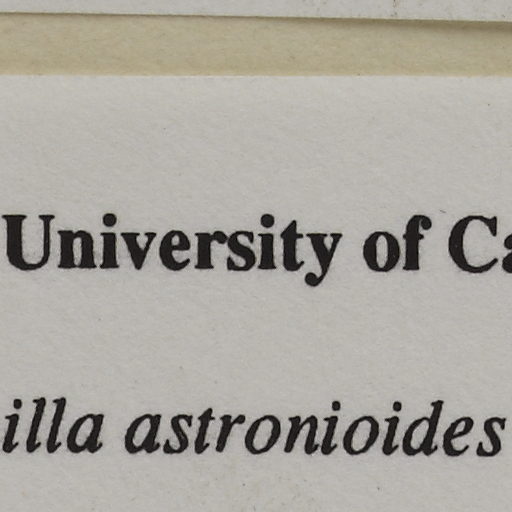 University of Ca
illa astronioides